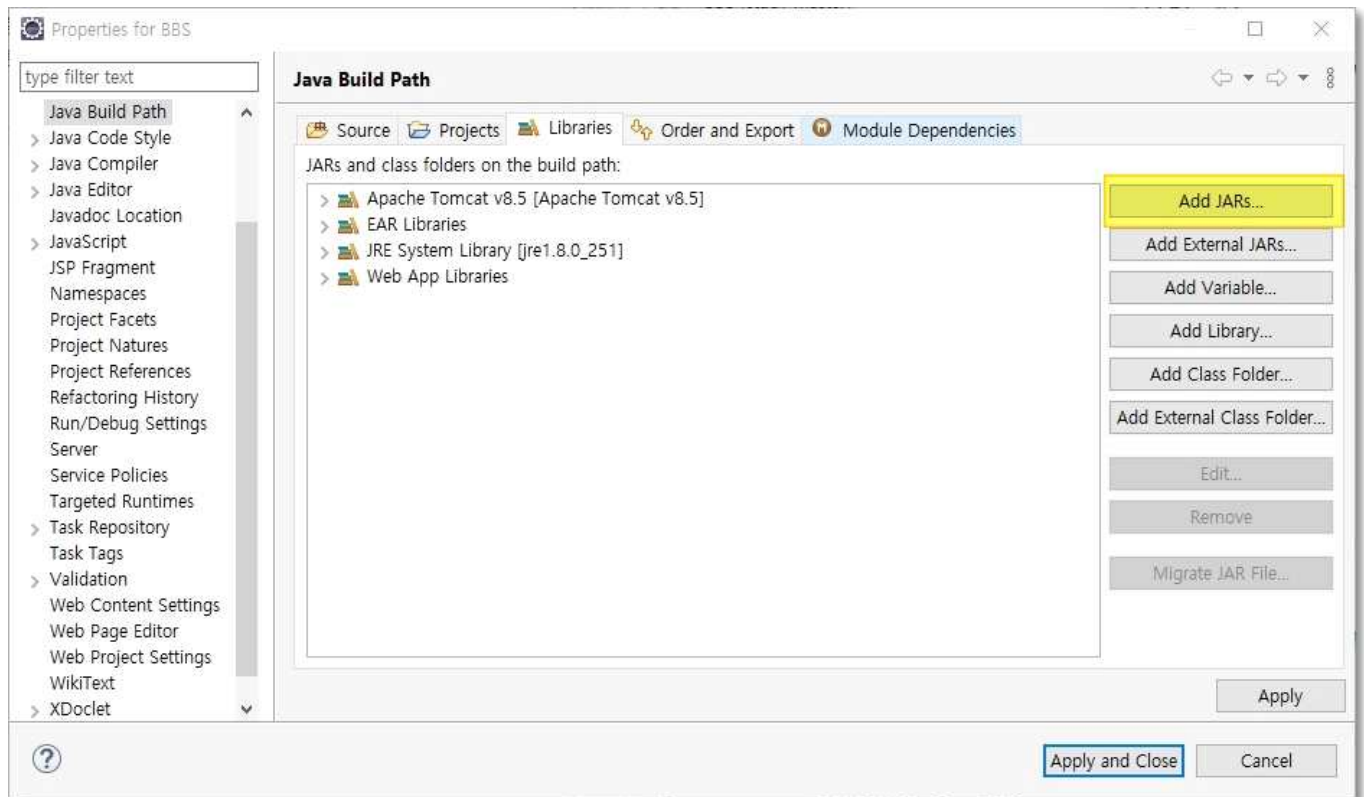 Properties for BBS
type filter text
Java Build Path
Java Code Style
Java Compiler
Java Editor
Javadoc Location
JavaScript
JSP Fragment
Namespaces
Project Facets
Project Natures
Project References
Refactoring History
Run/Debug Settings
Server
Service Policies
Targeted Runtimes
Task Repository
Task Tags
Validation
Web Content Settings
Web Page Editor
Web Project Settings
WikiText
XDoclet
Java Build Path
Source Projects Libraries Order and Export Module Dependencies
JARs and class folders on the build path:
Apache Tomcat v8.5 [Apache Tomcat v8.5]
EAR Libraries
JRE System Library [jre1.8.0_251]
Web App Libraries
Add JARs...
Add External JARs...
Add Variable...
Add Library...
Add Class Folder...
Add External Class Folder...
Edit...
Remove
Migrate JAR File...
Apply
Apply and Close Cancel